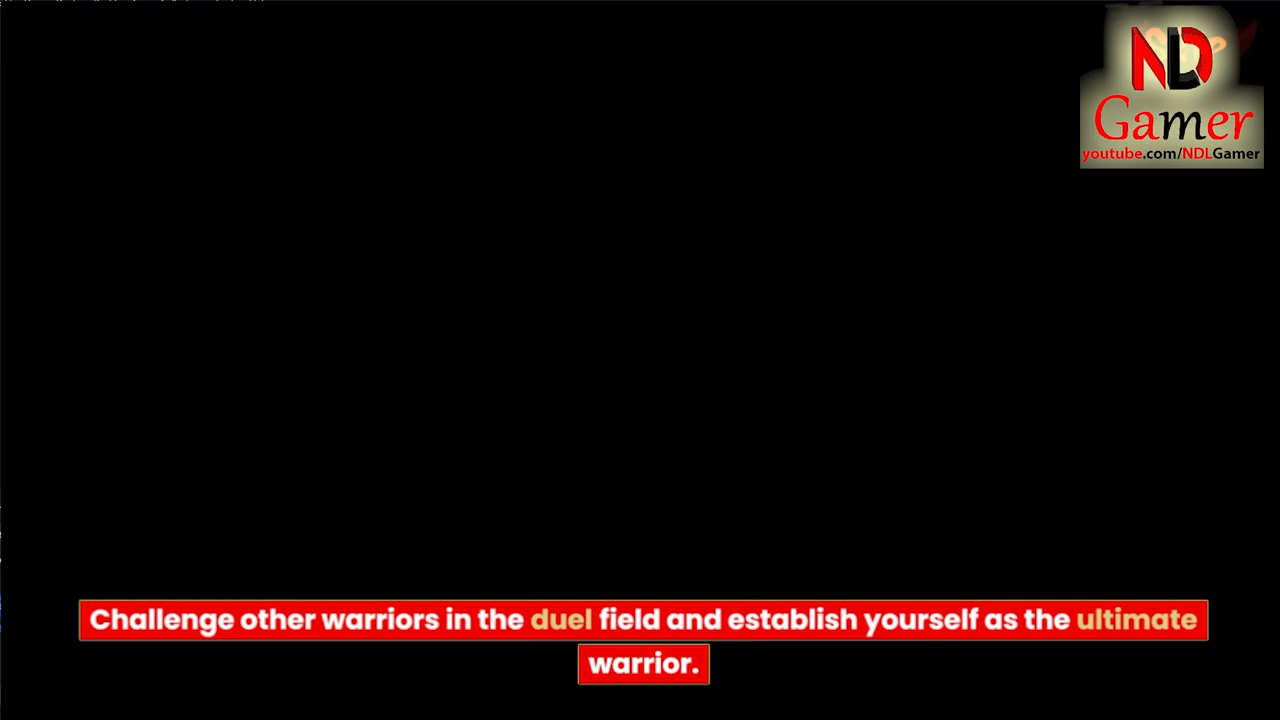 NDL
Gamer
youtube.com/NDLGamer
Challenge other warriors in the duel field and establish yourself as the ultimate
warrior.